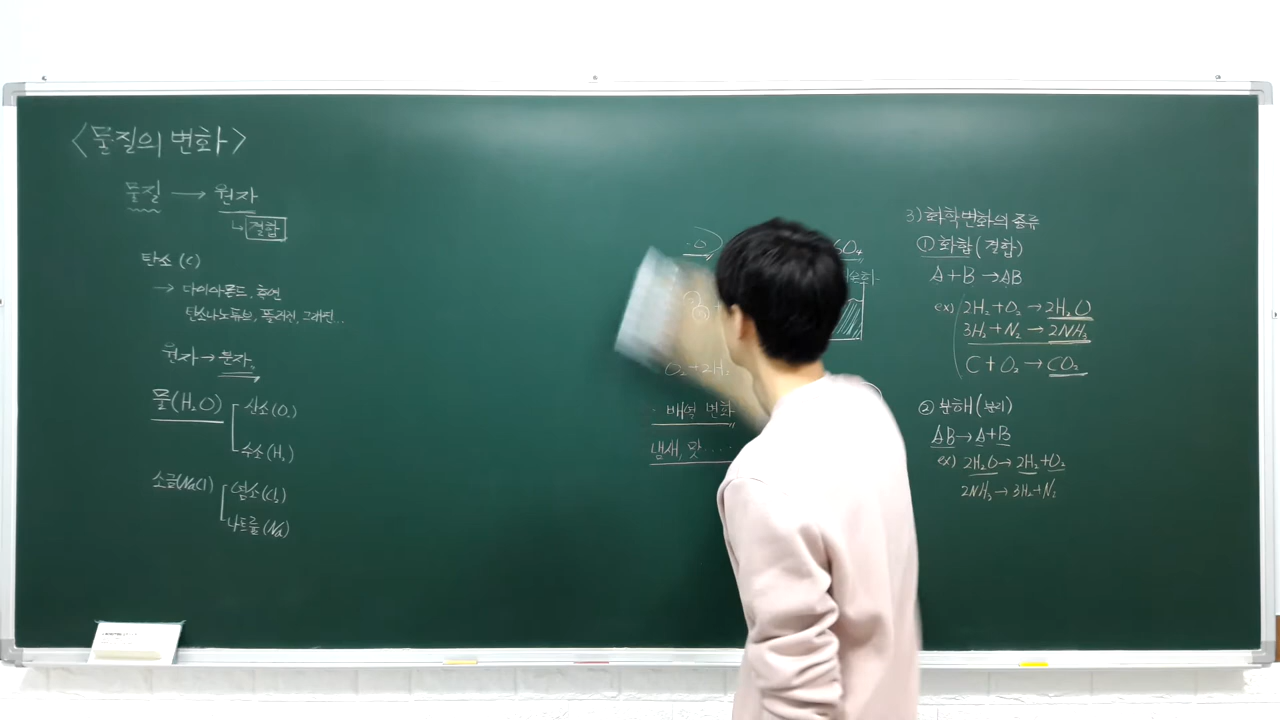 <물질의 변화>
물질 → 원자
↳ 결합
탄소 (C)
→ 다이아몬드, 흑연
탄소나노튜브, 풀러렌, 그래핀...
원자 → 분자。
물(H₂O) 산소(O₂)
수소(H₂)
소금(NaCl) 염소(Cl₂)
나트륨(Na)
O₂+2H₂
배열 변화
냄새, 맛 ‥‥
SO₄
3) 화학변화의 종류
① 화합(결합)
A+B→AB
ex) 2H₂+O₂→2H₂O
3H₂+N₂→2NH₃
C+O₂→CO₂
② 분해(분리)
AB→A+B
ex) 2H₂O→2H₂+O₂
2NH₃→3H₂+N₂